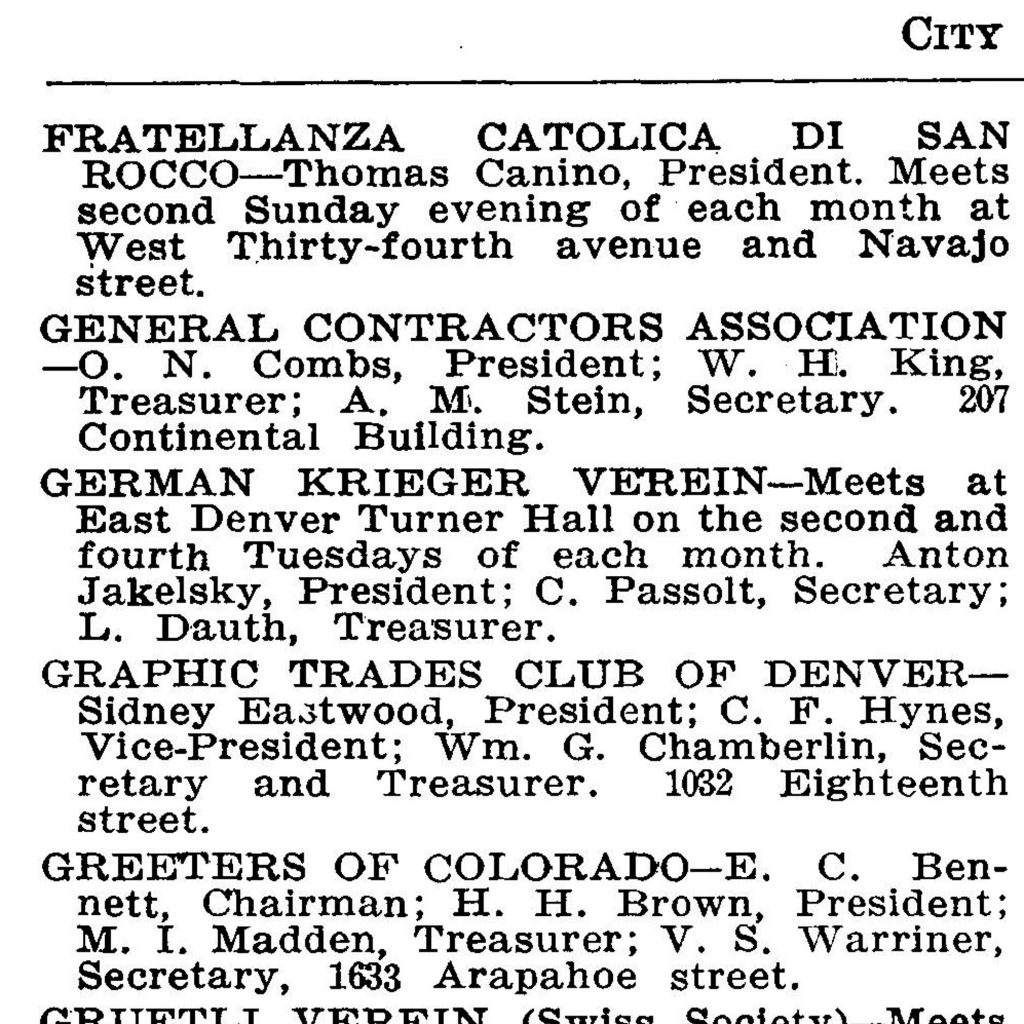 CITY
FRATELLANZA CATOLICA DI SAN
ROCCO—Thomas Canino, President. Meets
second Sunday evening of each month at
West Thirty-fourth avenue and Navajo
street.
GENERAL CONTRACTORS ASSOCIATION
—O. N. Combs, President; W. H. King,
Treasurer; A. M. Stein, Secretary. 207
Continental Building.
GERMAN KRIEGER VEREIN—Meets at
East Denver Turner Hall on the second and
fourth Tuesdays of each month. Anton
Jakelsky, President; C. Passolt, Secretary;
L. Dauth, Treasurer.
GRAPHIC TRADES CLUB OF DENVER—
Sidney Eastwood, President; C. F. Hynes,
Vice-President; Wm. G. Chamberlin, Sec-
retary and Treasurer. 1032 Eighteenth
street.
GREETERS OF COLORADO—E. C. Ben-
nett, Chairman; H. H. Brown, President;
M. I. Madden, Treasurer; V. S. Warriner,
Secretary, 1633 Arapahoe street.
GRUETLI VEREIN (Swiss Society)—Meets